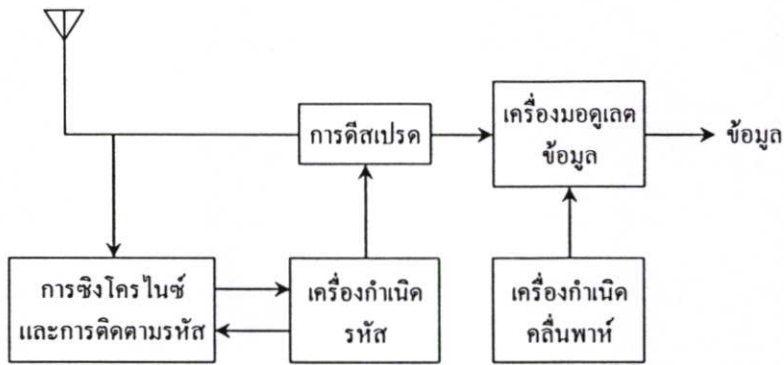 การดีสเปรด
เครื่องมอดูเลต
ข้อมูล
ข้อมูล
การซิงโครไนซ์
และการติดตามรหัส
เครื่องกำเนิด
รหัส
เครื่องกำเนิด
คลื่นพาห์